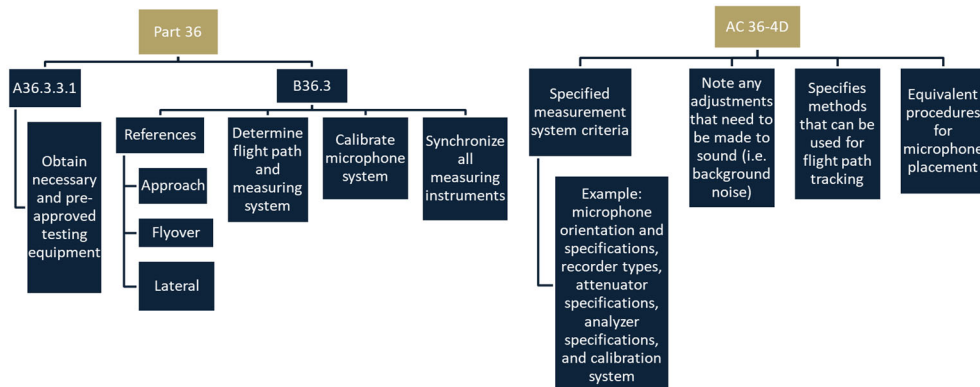 Part 36
A36.3.3.1
Obtain
necessary
and pre-
approved
testing
equipment
B36.3
References
Approach
Flyover
Lateral
Determine
flight path
and
measuring
system
Calibrate
microphone
system
Synchronize
all
measuring
instruments
AC 36-4D
Specified
measurement
system criteria
Example:
microphone
orientation and
specifications,
recorder types,
attenuator
specifications,
analyzer
specifications,
and calibration
system
Note any
adjustments
that need to
be made to
sound (i.e.
background
noise)
Specifies
methods
that can be
used for
flight path
tracking
Equivalent
procedures
for
microphone
placement